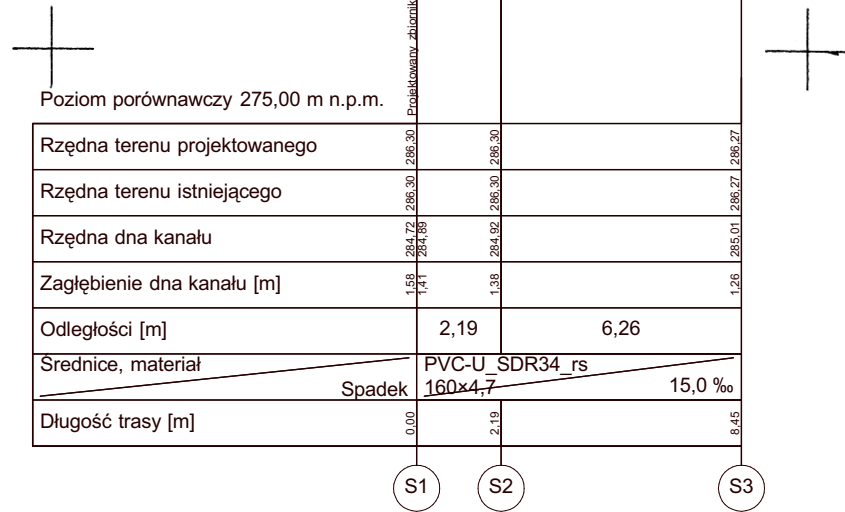 Projektowany zbiornik
Poziom porównawczy 275,00 m n.p.m.
Rzędna terenu projektowanego 286,30 286,30 286,27
Rzędna terenu istniejącego 286,30 286,30 286,27
Rzędna dna kanału 284,72 284,89 284,92 285,01
Zagłębienie dna kanału [m] 1,58 1,41 1,38 1,26
Odległości [m] 2,19 6,26
Średnice, materiał PVC-U_SDR34_rs
Spadek 160×4,7 15,0 ‰
Długość trasy [m] 0,00 2,19 8,45
S1 S2 S3